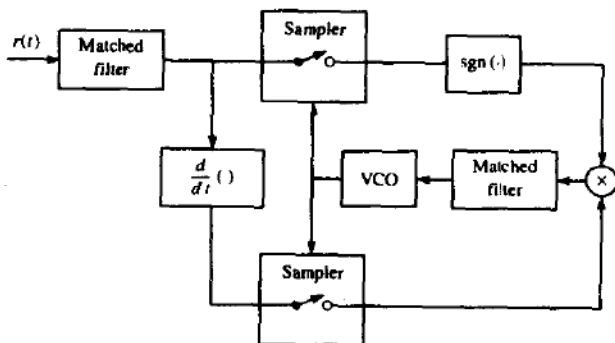 r(t)
Matched
filter
Sampler
sgn (·)
d
dt
( )
VCO
Matched
filter
×
Sampler